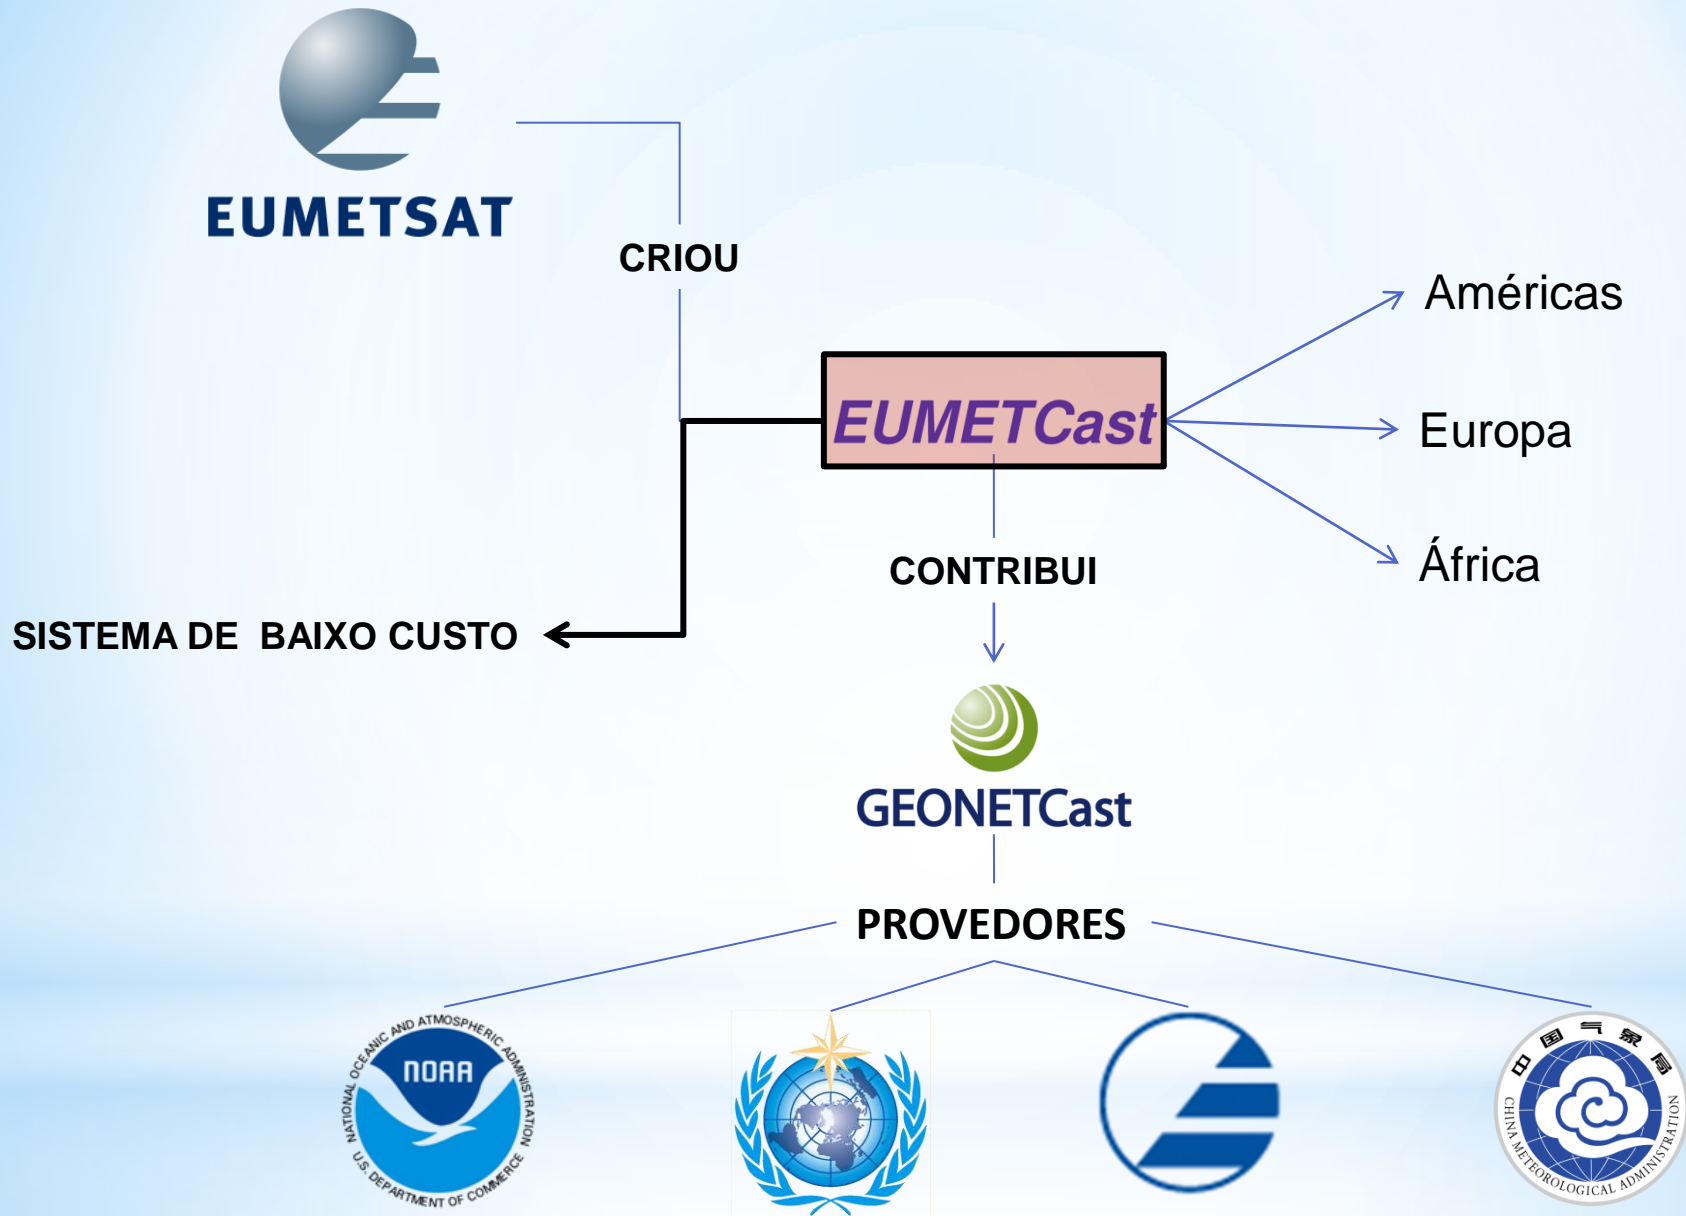 EUMETSAT
CRIOU
Américas
EUMETCast
Europa
CONTRIBUI
África
SISTEMA DE  BAIXO CUSTO
GEONETCast
PROVEDORES
NATIONAL OCEANIC AND ATMOSPHERIC ADMINISTRATION
NOAA
U.S. DEPARTMENT OF COMMERCE
中国气象局
CHINA METEOROLOGICAL ADMINISTRATION